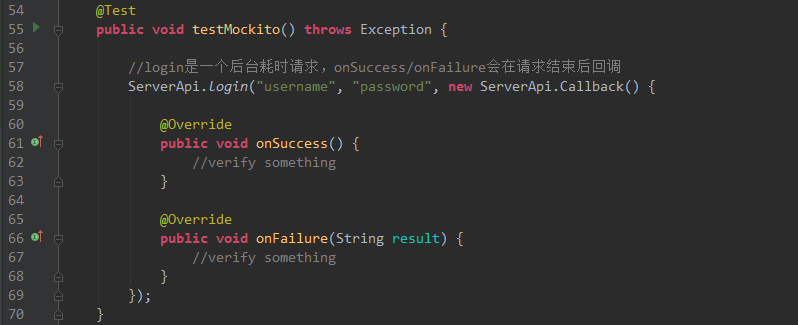 54 @Test
55 public void testMockito() throws Exception {
56
57 //login是一个后台耗时请求，onSuccess/onFailure会在请求结束后回调
58 ServerApi.login("username", "password", new ServerApi.Callback() {
59
60 @Override
61 public void onSuccess() {
62 //verify something
63 }
64
65 @Override
66 public void onFailure(String result) {
67 //verify something
68 }
69 });
70 }